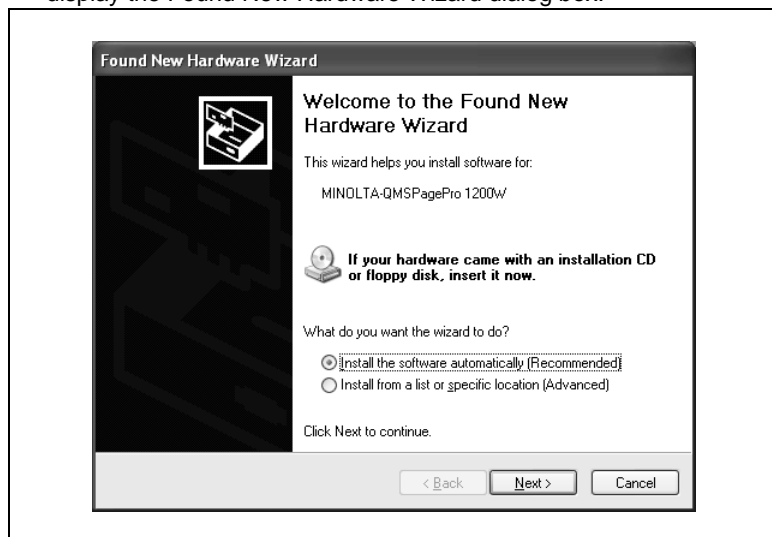 display the Found New Hardware Wizard dialog box.
Found New Hardware Wizard
Welcome to the Found New
Hardware Wizard
This wizard helps you install software for:
MINOLTA-QMSPagePro 1200W
If your hardware came with an installation CD
or floppy disk, insert it now.
What do you want the wizard to do?
Install the software automatically (Recommended)
Install from a list or specific location (Advanced)
Click Next to continue.
< Back Next > Cancel